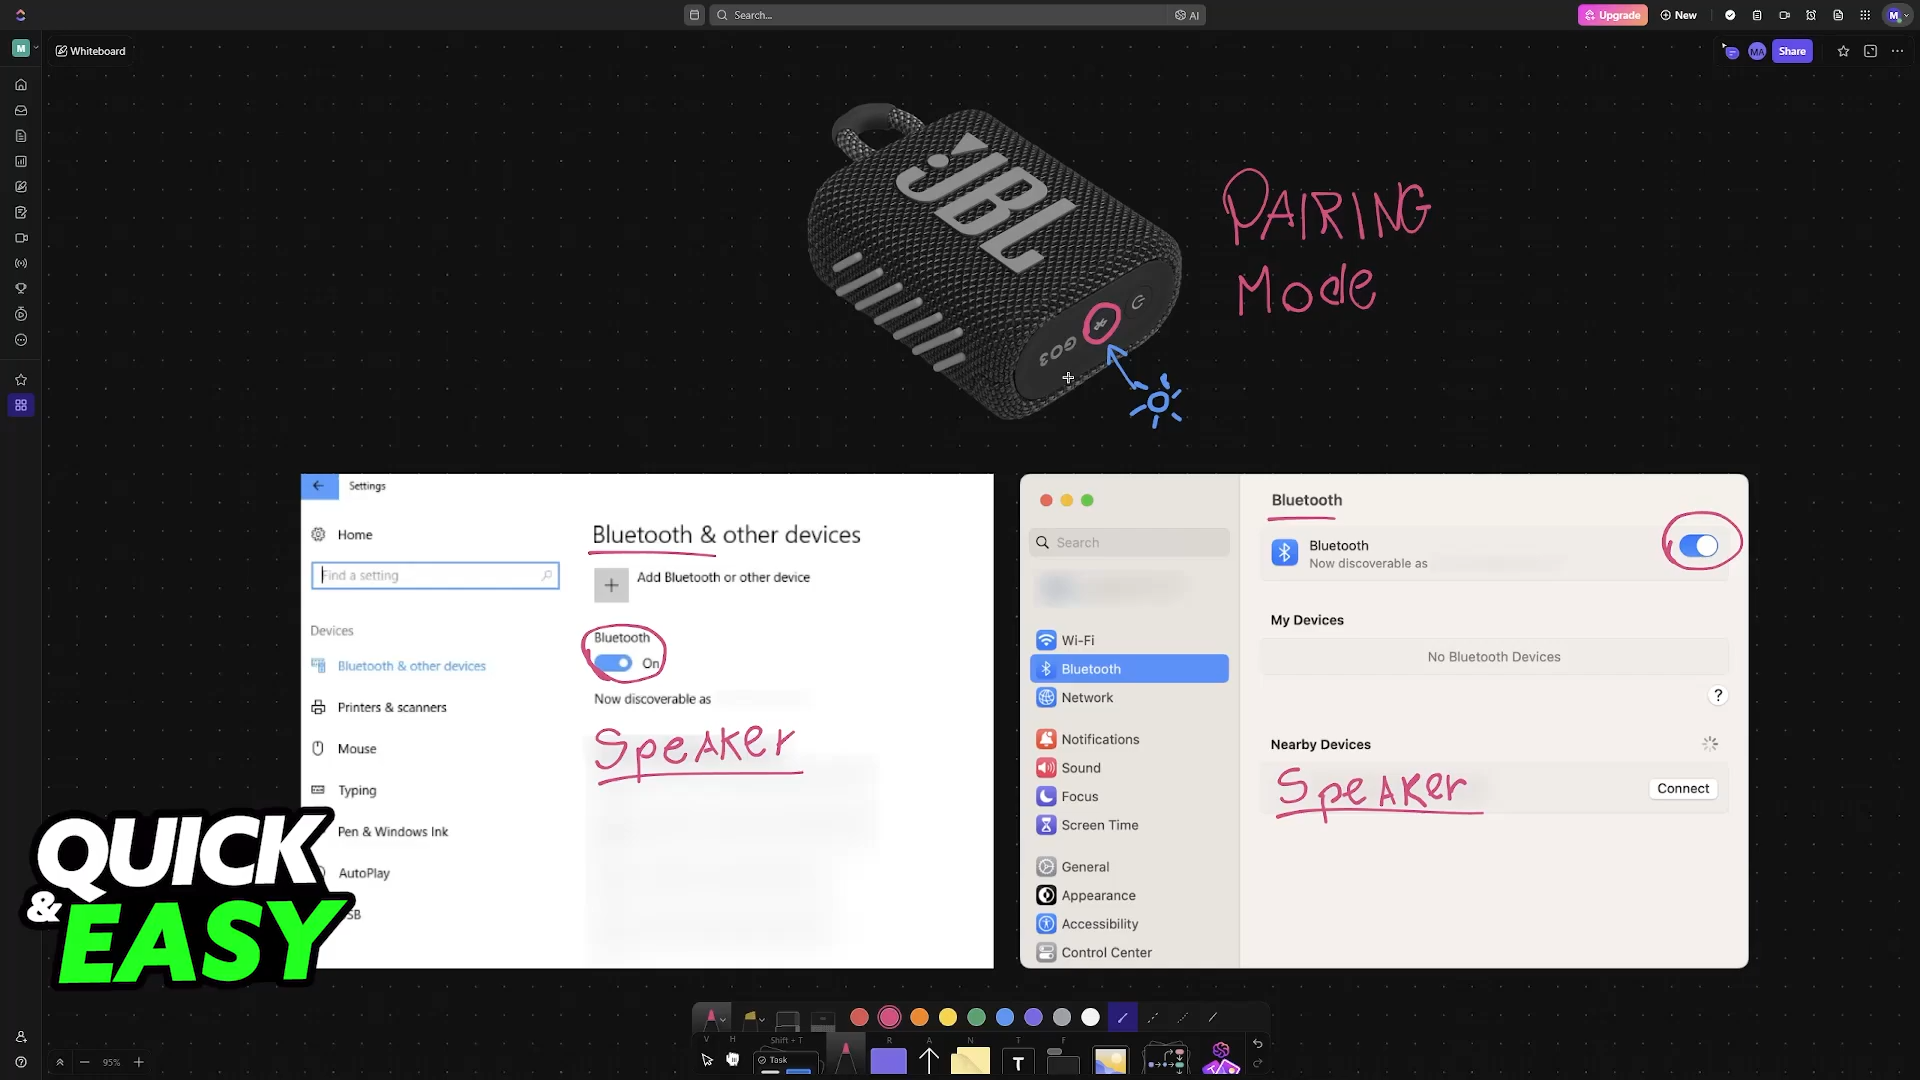 Search...
AI
Upgrade
New
M
M
Whiteboard
MA
Share
JBL
GO3
PAIRING
Mode
Settings
Home
Find a setting
Devices
Bluetooth & other devices
Printers & scanners
Mouse
Typing
Pen & Windows Ink
AutoPlay
SB
Bluetooth & other devices
Add Bluetooth or other device
Bluetooth
On
Now discoverable as
Speaker
Search
Wi-Fi
Bluetooth
Network
Notifications
Sound
Focus
Screen Time
General
Appearance
Accessibility
Control Center
Bluetooth
Bluetooth
Now discoverable as
My Devices
No Bluetooth Devices
?
Nearby Devices
Speaker
Connect
QUICK
& EASY
95%
V
H
Shift + T
R
A
N
T
F
Task
T